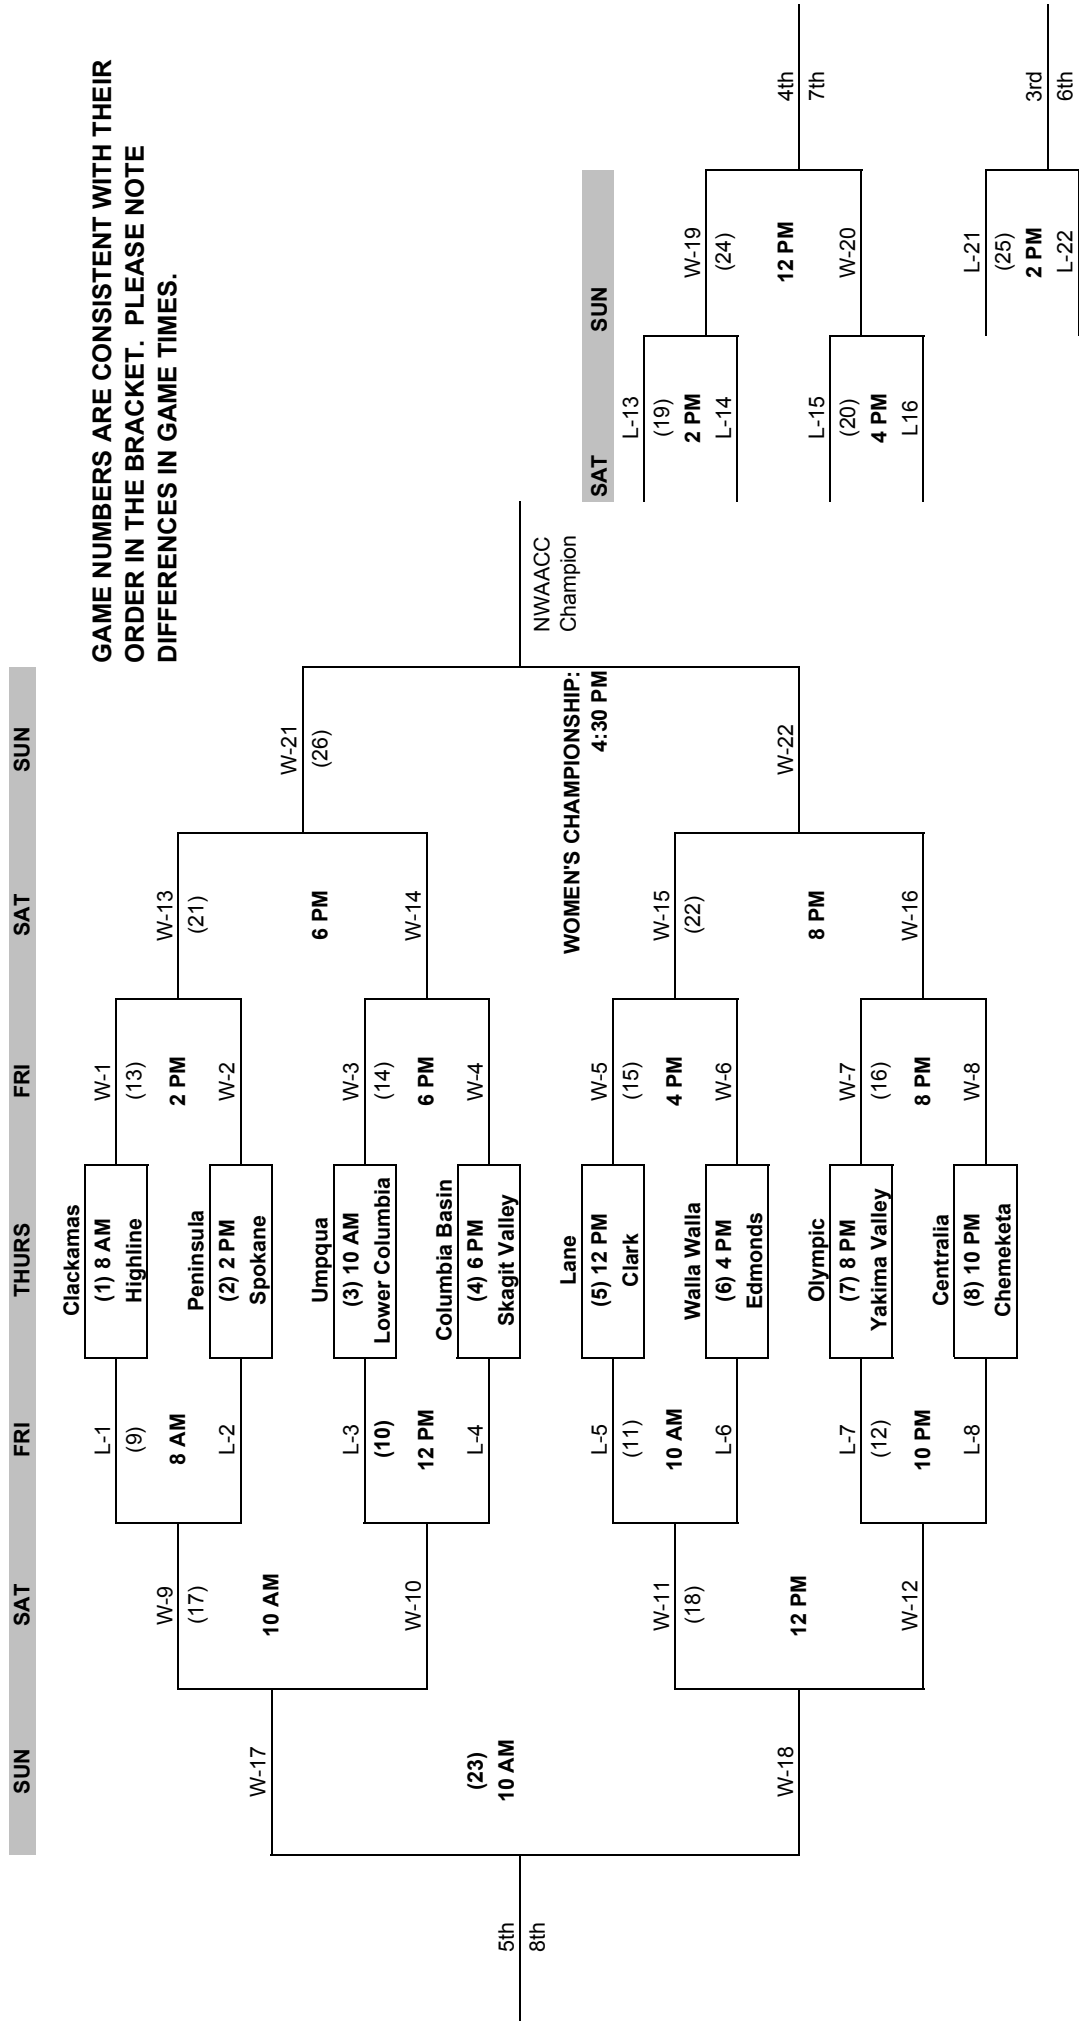 SUN SAT FRI THURS FRI SAT SUN
GAME NUMBERS ARE CONSISTENT WITH THEIR
ORDER IN THE BRACKET. PLEASE NOTE
DIFFERENCES IN GAME TIMES.
5th
8th
W-17
(23)
10 AM
W-18
W-9
(17)
10 AM
W-10
W-11
(18)
12 PM
W-12
L-1
(9)
8 AM
L-2
L-3
(10)
12 PM
L-4
L-5
(11)
10 AM
L-6
L-7
(12)
10 PM
L-8
Clackamas
(1) 8 AM
Highline
Peninsula
(2) 2 PM
Spokane
Umpqua
(3) 10 AM
Lower Columbia
Columbia Basin
(4) 6 PM
Skagit Valley
Lane
(5) 12 PM
Clark
Walla Walla
(6) 4 PM
Edmonds
Olympic
(7) 8 PM
Yakima Valley
Centralia
(8) 10 PM
Chemeketa
W-1
(13)
2 PM
W-2
W-3
(14)
6 PM
W-4
W-5
(15)
4 PM
W-6
W-7
(16)
8 PM
W-8
W-13
(21)
6 PM
W-14
W-15
(22)
8 PM
W-16
W-21
(26)
WOMEN'S CHAMPIONSHIP:
4:30 PM
W-22
NWAACC
Champion
SAT SUN
L-13
(19)
2 PM
L-14
L-15
(20)
4 PM
L16
W-19
(24)
12 PM
W-20
4th
7th
L-21
(25)
2 PM
L-22
3rd
6th